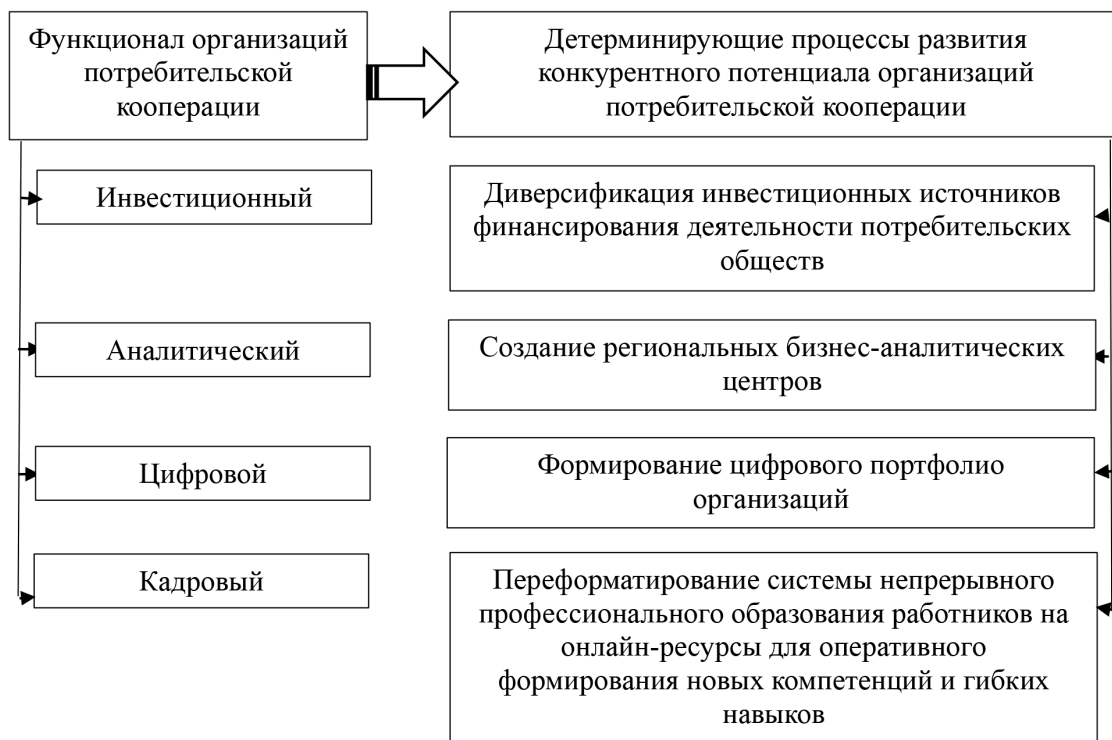 Функционал организаций
потребительской
кооперации
Детерминирующие процессы развития
конкурентного потенциала организаций
потребительской кооперации
Инвестиционный
Диверсификация инвестиционных источников
финансирования деятельности потребительских
обществ
Аналитический
Создание региональных бизнес-аналитических
центров
Цифровой
Формирование цифрового портфолио
организаций
Кадровый
Переформатирование системы непрерывного
профессионального образования работников на
онлайн-ресурсы для оперативного
формирования новых компетенций и гибких
навыков